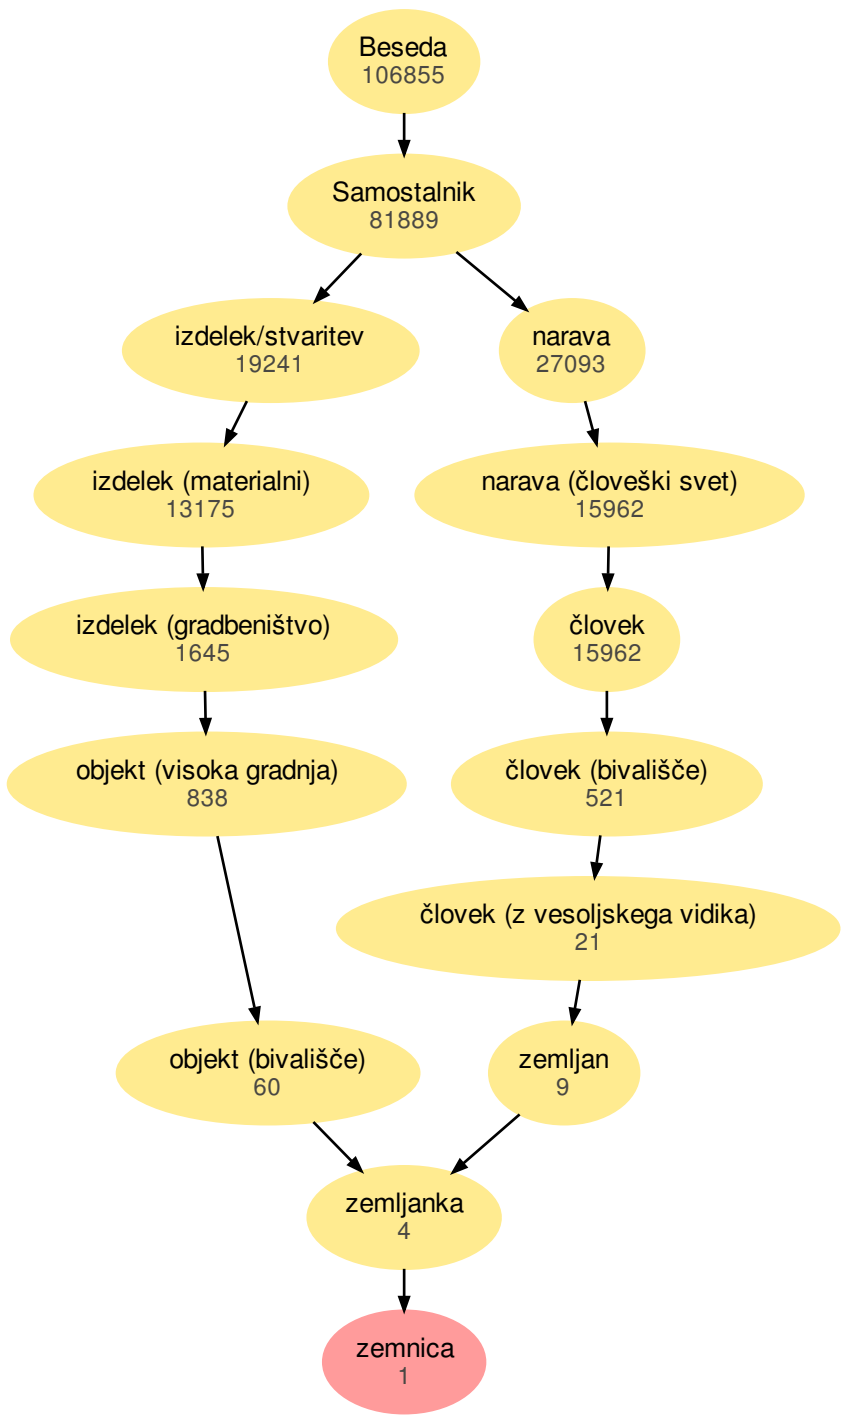 Beseda
106855
Samostalnik
81889
izdelek/stvaritev
19241
narava
27093
izdelek (materialni)
13175
narava (človeški svet)
15962
izdelek (gradbeništvo)
1645
človek
15962
objekt (visoka gradnja)
838
človek (bivališče)
521
človek (z vesoljskega vidika)
21
objekt (bivališče)
60
zemljan
9
zemljanka
4
zemnica
1